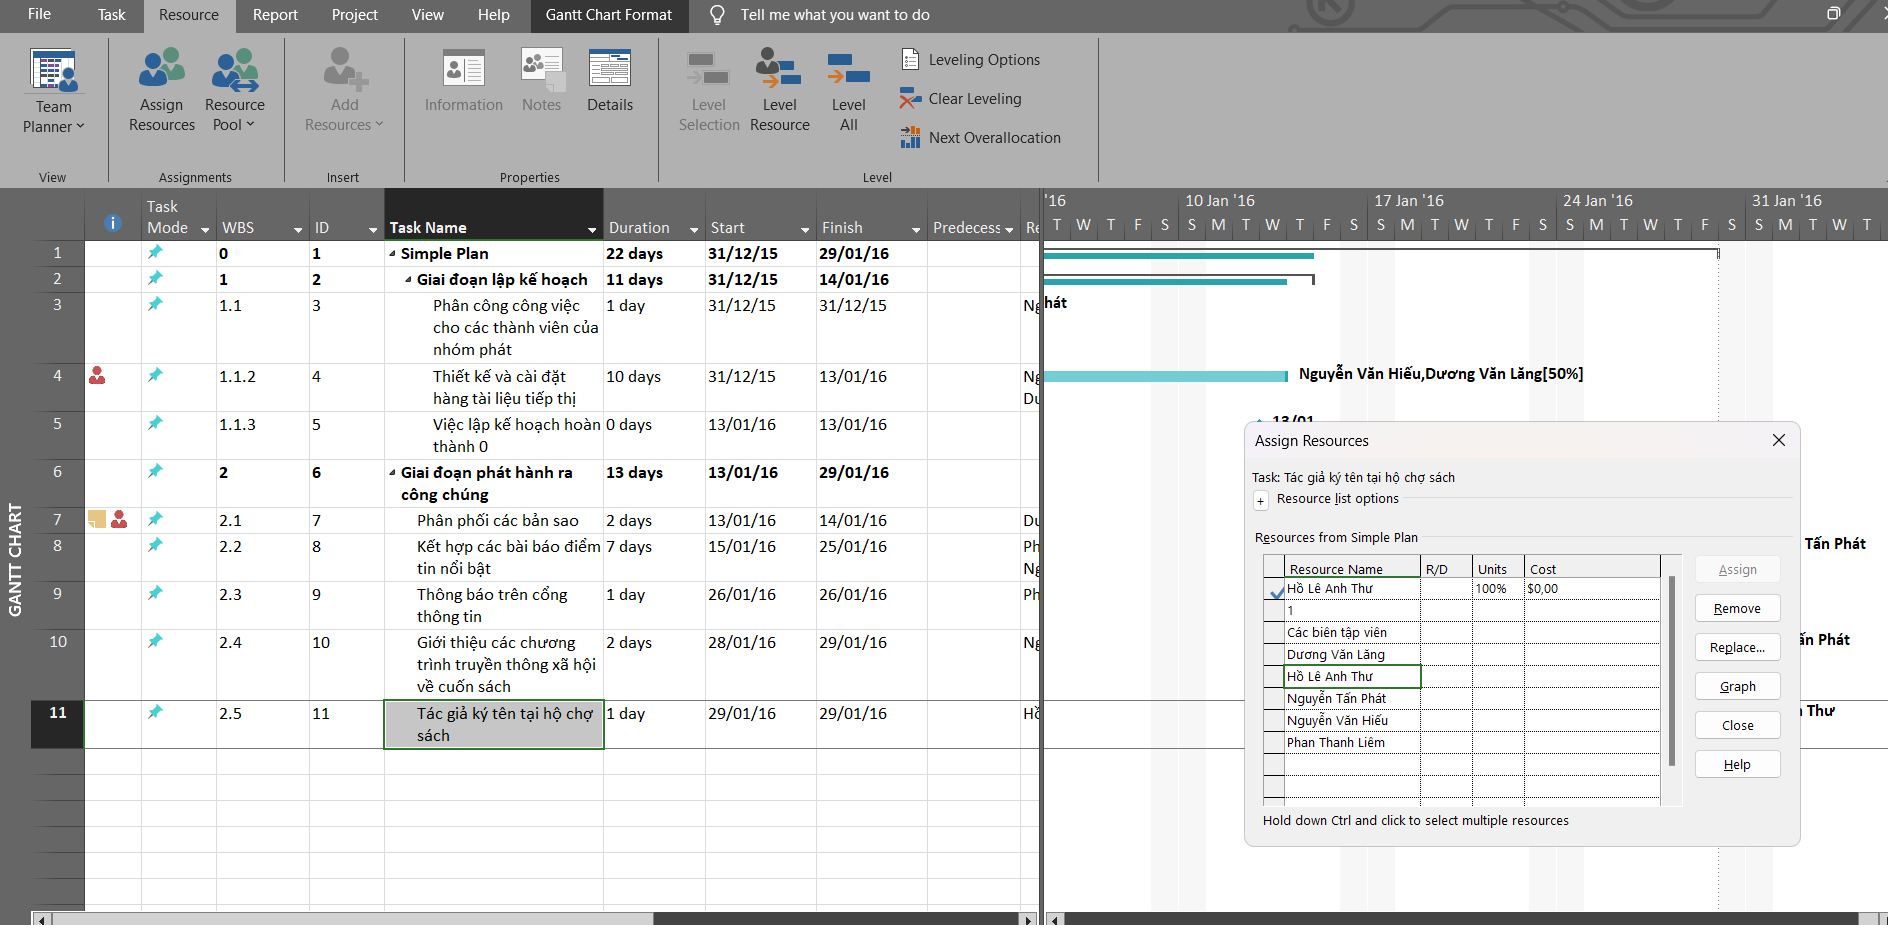 File Task Resource Report Project View Help Gantt Chart Format Tell me what you want to do
Team Planner
Assign Resources
Resource Pool
Add Resources
Information
Notes
Details
Level Selection
Level Resource
Level All
Leveling Options
Clear Leveling
Next Overallocation
View Assignments Insert Properties Level
GANTT CHART
Task Mode WBS ID Task Name Duration Start Finish Predecess Re
'16 10 Jan '16 17 Jan '16 24 Jan '16 31 Jan '16
T W T F S S M T W T F S S M T W T F S S M T W T F S S M T W T
1 0 1 Simple Plan 22 days 31/12/15 29/01/16
2 1 2 Giai đoạn lập kế hoạch 11 days 31/12/15 14/01/16
3 1.1 3 Phân công công việc 1 day 31/12/15 31/12/15 Ng hát
cho các thành viên của
nhóm phát
4 1.1.2 4 Thiết kế và cài đặt 10 days 31/12/15 13/01/16 Ng Nguyễn Văn Hiếu,Dương Văn Lăng[50%]
hàng tài liệu tiếp thị Du
5 1.1.3 5 Việc lập kế hoạch hoàn 0 days 13/01/16 13/01/16 13/01
thành 0
6 2 6 Giai đoạn phát hành ra 13 days 13/01/16 29/01/16
công chúng
7 2.1 7 Phân phối các bản sao 2 days 13/01/16 14/01/16 Du
8 2.2 8 Kết hợp các bài báo điểm 7 days 15/01/16 25/01/16 Ph Tấn Phát
tin nổi bật Ng
9 2.3 9 Thông báo trên cổng 1 day 26/01/16 26/01/16 Ph
thông tin
10 2.4 10 Giới thiệu các chương 2 days 28/01/16 29/01/16 Ng ấn Phát
trình truyền thông xã hội
về cuốn sách
11 2.5 11 Tác giả ký tên tại hộ chợ 1 day 29/01/16 29/01/16 Hồ Thư
sách
Assign Resources
Task: Tác giả ký tên tại hộ chợ sách
+ Resource list options
Resources from Simple Plan
Resource Name R/D Units Cost
Hồ Lê Anh Thư 100% $0,00
1
Các biên tập viên
Dương Văn Lăng
Hồ Lê Anh Thư
Nguyễn Tấn Phát
Nguyễn Văn Hiếu
Phan Thanh Liêm
Assign
Remove
Replace...
Graph
Close
Help
Hold down Ctrl and click to select multiple resources